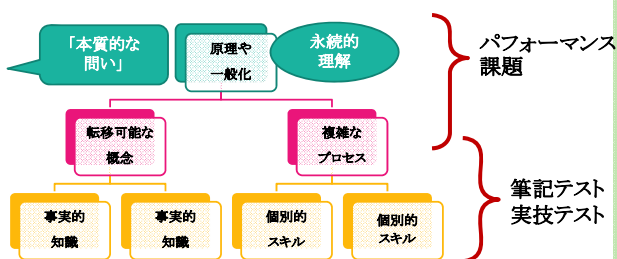 「本質的な
問い」
原理や
一般化
永続的
理解
パフォーマンス
課題
転移可能な
概念
複雑な
プロセス
筆記テスト
実技テスト
事実的
知識
事実的
知識
個別的
スキル
個別的
スキル